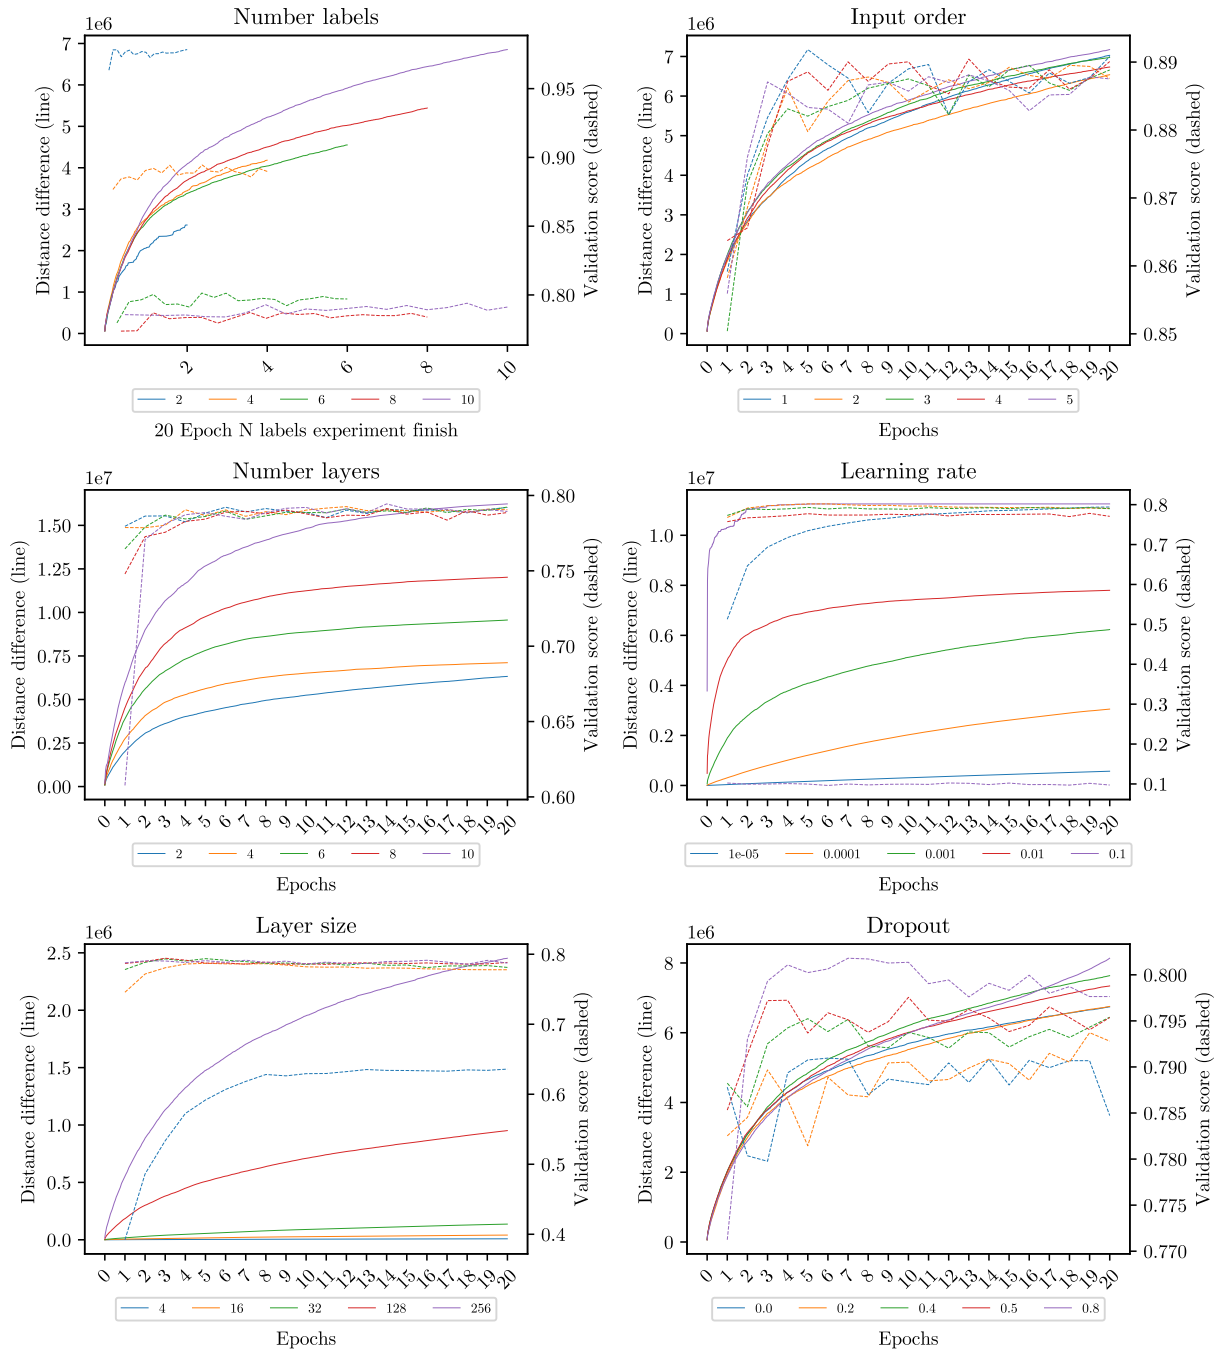 Number labels
1e6
7
6
5
4
3
2
1
0
Distance difference (line)
0.95
0.90
0.85
0.80
Validation score (dashed)
2 4 6 8 10
2 4 6 8 10
20 Epoch N labels experiment finish
Input order
1e6
7
6
5
4
3
2
1
0
Distance difference (line)
0.89
0.88
0.87
0.86
0.85
Validation score (dashed)
0 1 2 3 4 5 6 7 8 9 10 11 12 13 14 15 16 17 18 19 20
1 2 3 4 5
Epochs
Number layers
1e7
1.50
1.25
1.00
0.75
0.50
0.25
0.00
Distance difference (line)
0.80
0.75
0.70
0.65
0.60
Validation score (dashed)
0 1 2 3 4 5 6 7 8 9 10 11 12 13 14 15 16 17 18 19 20
2 4 6 8 10
Epochs
Learning rate
1e7
1.0
0.8
0.6
0.4
0.2
0.0
Distance difference (line)
0.8
0.7
0.6
0.5
0.4
0.3
0.2
0.1
Validation score (dashed)
0 1 2 3 4 5 6 7 8 9 10 11 12 13 14 15 16 17 18 19 20
1e-05 0.0001 0.001 0.01 0.1
Epochs
Layer size
1e6
2.5
2.0
1.5
1.0
0.5
0.0
Distance difference (line)
0.8
0.7
0.6
0.5
0.4
Validation score (dashed)
0 1 2 3 4 5 6 7 8 9 10 11 12 13 14 15 16 17 18 19 20
4 16 32 128 256
Epochs
Dropout
1e6
8
6
4
2
0
Distance difference (line)
0.800
0.795
0.790
0.785
0.780
0.775
0.770
Validation score (dashed)
0 1 2 3 4 5 6 7 8 9 10 11 12 13 14 15 16 17 18 19 20
0.0 0.2 0.4 0.5 0.8
Epochs